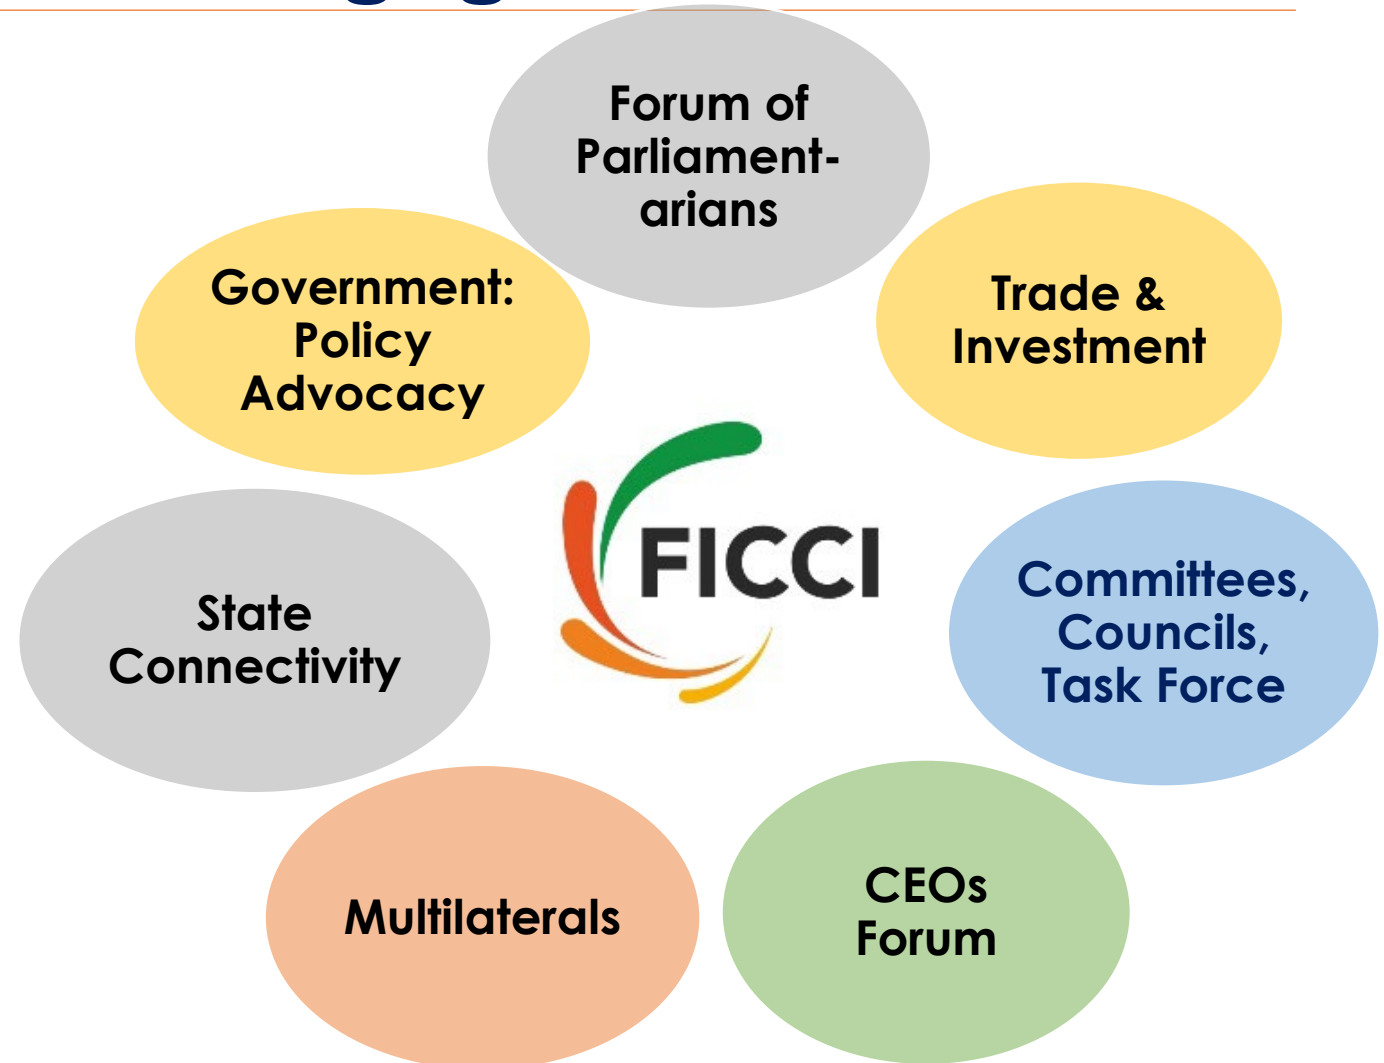 Forum of
Parliament-
arians
Government:
Policy
Advocacy
Trade &
Investment
FICCI
State
Connectivity
Committees,
Councils,
Task Force
Multilaterals
CEOs
Forum